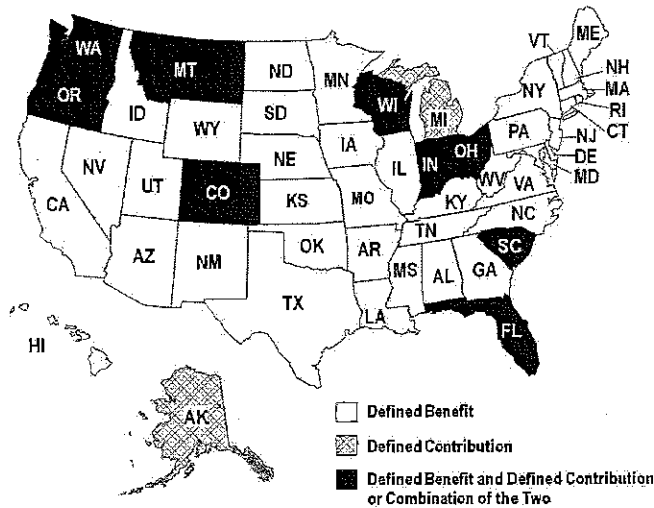 WA
MT
ND
MN
VT
ME
NH
MA
RI
CT
OR
ID
SD
WI
MI
NY
WY
IA
PA
NJ
DE
MD
NV
NE
IL
IN
OH
WV
VA
UT
CO
KS
MO
KY
NC
CA
TN
AZ
NM
OK
AR
SC
MS
AL
GA
TX
LA
FL
HI
AK
Defined Benefit
Defined Contribution
Defined Benefit and Defined Contribution
or Combination of the Two